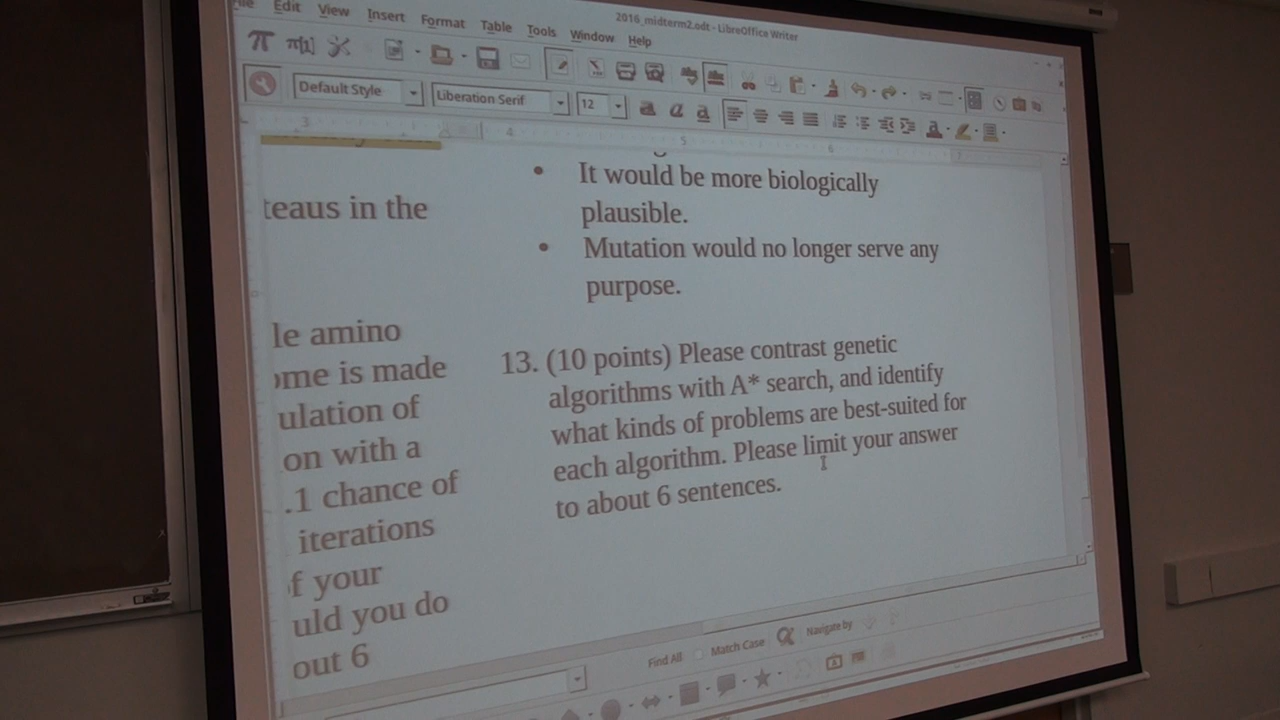 Edit View Insert Format Table Tools Window Help
2016_midterm2.odt - LibreOffice Writer
Default Style
Liberation Serif
12
3 4 5 6
teaus in the
le amino
ome is made
ulation of
on with a
.1 chance of
iterations
f your
uld you do
out 6
• It would be more biologically
plausible.
• Mutation would no longer serve any
purpose.
13. (10 points) Please contrast genetic
algorithms with A* search, and identify
what kinds of problems are best-suited for
each algorithm. Please limit your answer
to about 6 sentences.
Find All Match Case Navigate by